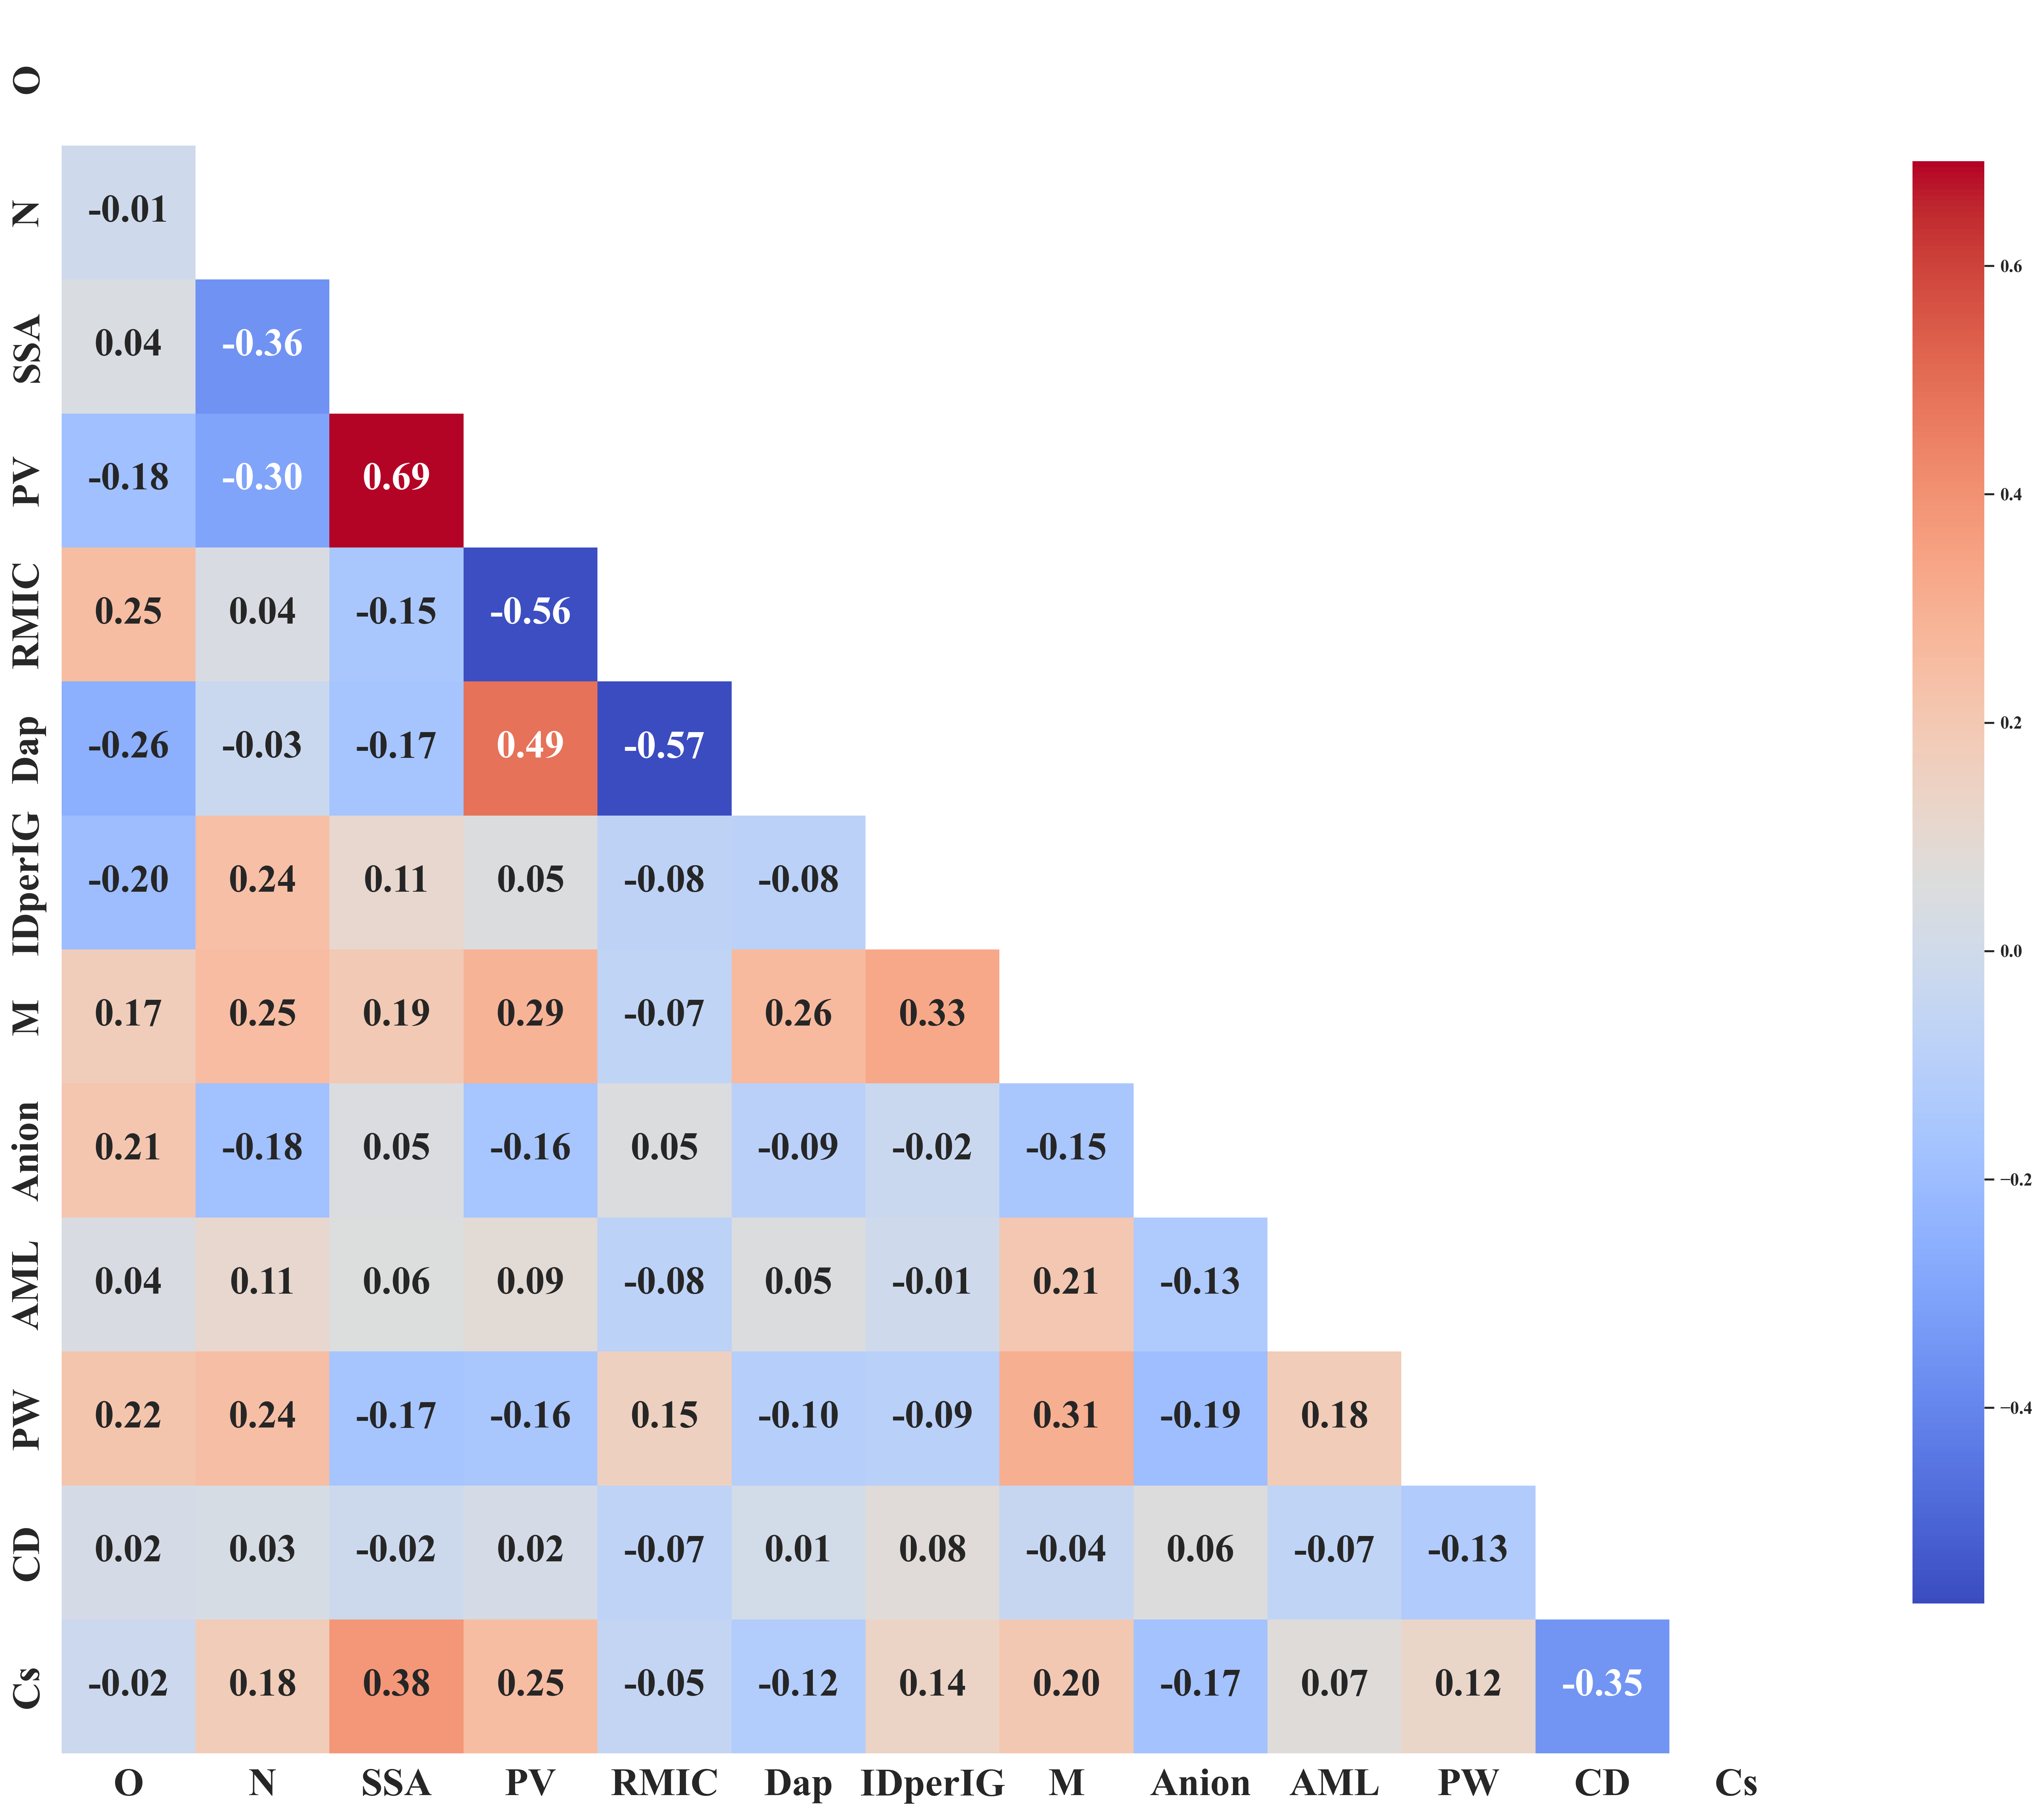 O
N -0.01
SSA 0.04 -0.36
PV -0.18 -0.30 0.69
RMIC 0.25 0.04 -0.15 -0.56
Dap -0.26 -0.03 -0.17 0.49 -0.57
IDperIG -0.20 0.24 0.11 0.05 -0.08 -0.08
M 0.17 0.25 0.19 0.29 -0.07 0.26 0.33
Anion 0.21 -0.18 0.05 -0.16 0.05 -0.09 -0.02 -0.15
AML 0.04 0.11 0.06 0.09 -0.08 0.05 -0.01 0.21 -0.13
PW 0.22 0.24 -0.17 -0.16 0.15 -0.10 -0.09 0.31 -0.19 0.18
CD 0.02 0.03 -0.02 0.02 -0.07 0.01 0.08 -0.04 0.06 -0.07 -0.13
Cs -0.02 0.18 0.38 0.25 -0.05 -0.12 0.14 0.20 -0.17 0.07 0.12 -0.35
O N SSA PV RMIC Dap IDperIG M Anion AML PW CD Cs
0.6
0.4
0.2
0.0
−0.2
−0.4